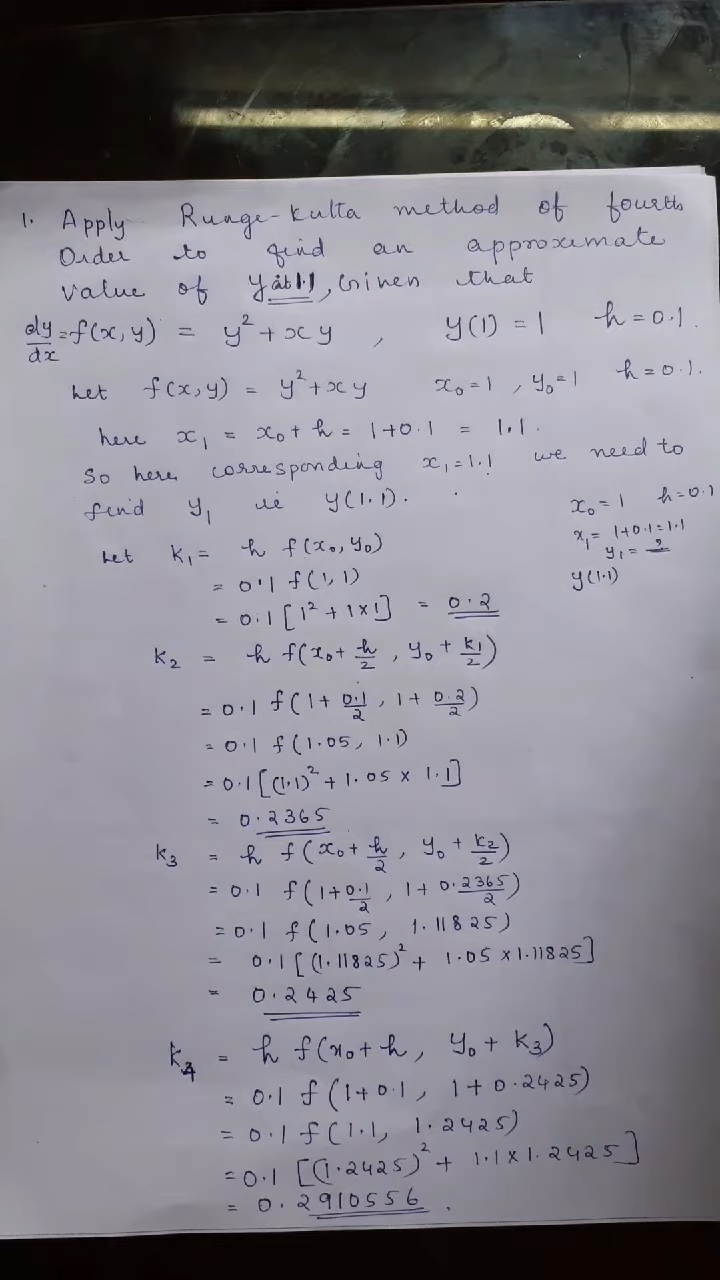 1. Apply Runge-Kutta method of fourth
Order to find an approximate
value of y at 1.1, Given that
dy/dx = f(x, y) = y² + xy , y(1) = 1 h = 0.1
Let f(x, y) = y² + xy x₀ = 1 , y₀ = 1 h = 0.1.
here x₁ = x₀ + h = 1 + 0.1 = 1.1.
So here corresponding x₁ = 1.1 we need to
find y₁ ie y(1.1).
x₀ = 1 h = 0.1
x₁ = 1+0.1 = 1.1
y₁ = ?
y(1.1)
Let K₁ = h f(x₀, y₀)
= 0.1 f(1, 1)
= 0.1 [1² + 1×1] = 0.2
K₂ = h f(x₀ + h/2 , y₀ + K₁/2)
= 0.1 f(1 + 0.1/2 , 1 + 0.2/2)
= 0.1 f(1.05, 1.1)
= 0.1 [(1.1)² + 1.05 × 1.1]
= 0.2365
K₃ = h f(x₀ + h/2 , y₀ + K₂/2)
= 0.1 f(1 + 0.1/2 , 1 + 0.2365/2)
= 0.1 f(1.05, 1.11825)
= 0.1 [(1.11825)² + 1.05 × 1.11825]
= 0.2425
K₄ = h f(x₀ + h, y₀ + K₃)
= 0.1 f(1 + 0.1, 1 + 0.2425)
= 0.1 f(1.1, 1.2425)
= 0.1 [(1.2425)² + 1.1 × 1.2425]
= 0.2910556.